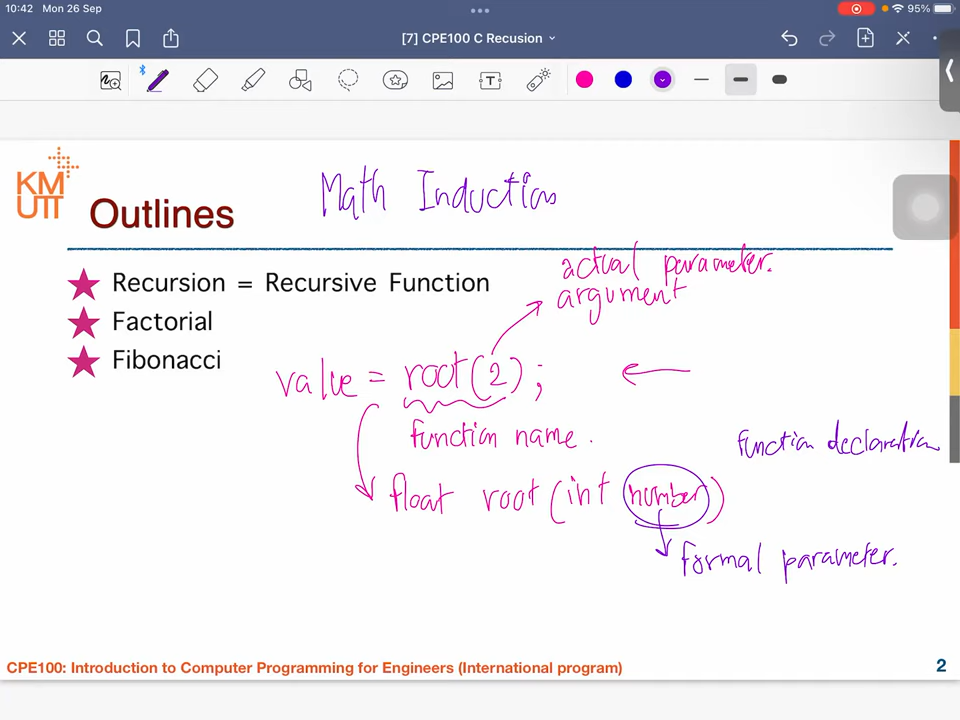 10:42 Mon 26 Sep
95%
[7] CPE100 C Recusion
T
KM
UTT
Outlines
Math Induction
Recursion = Recursive Function
Factorial
Fibonacci
actual parameter.
argument
value = root(2);
function name.
function declaration
float root(int number)
formal parameter.
CPE100: Introduction to Computer Programming for Engineers (International program)
2